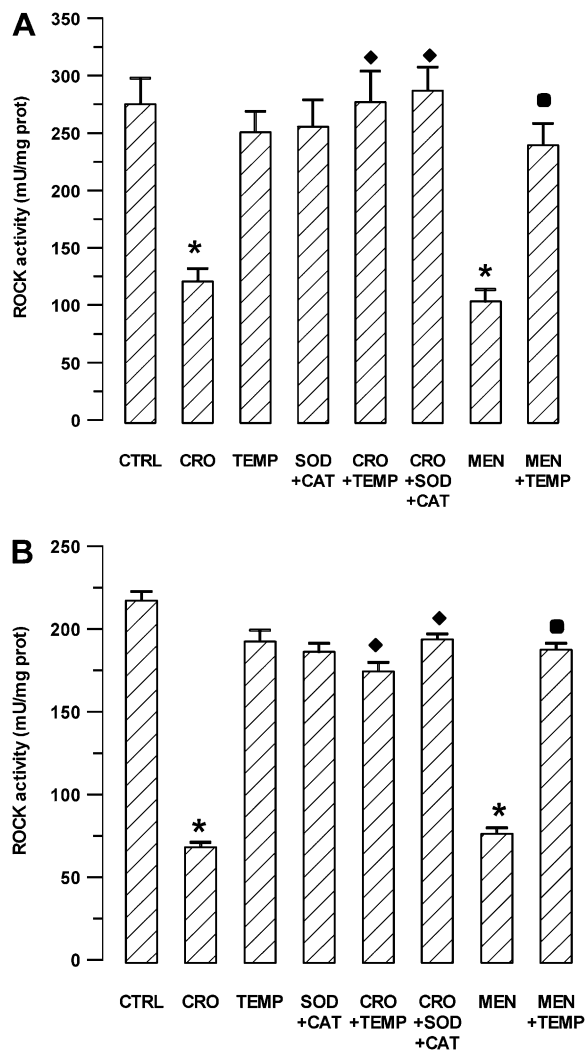 A
350
300
250
200
150
100
50
0
ROCK activity (mU/mg prot)
*
*
CTRL CRO TEMP SOD CRO CRO MEN MEN
+CAT +TEMP +SOD +TEMP
+CAT
B
250
200
150
100
50
0
ROCK activity (mU/mg prot)
*
*
CTRL CRO TEMP SOD CRO CRO MEN MEN
+CAT +TEMP +SOD +TEMP
+CAT